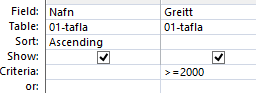 Field: Nafn Greitt
Table: 01-tafla 01-tafla
Sort: Ascending
Show:
Criteria: >=2000
or: